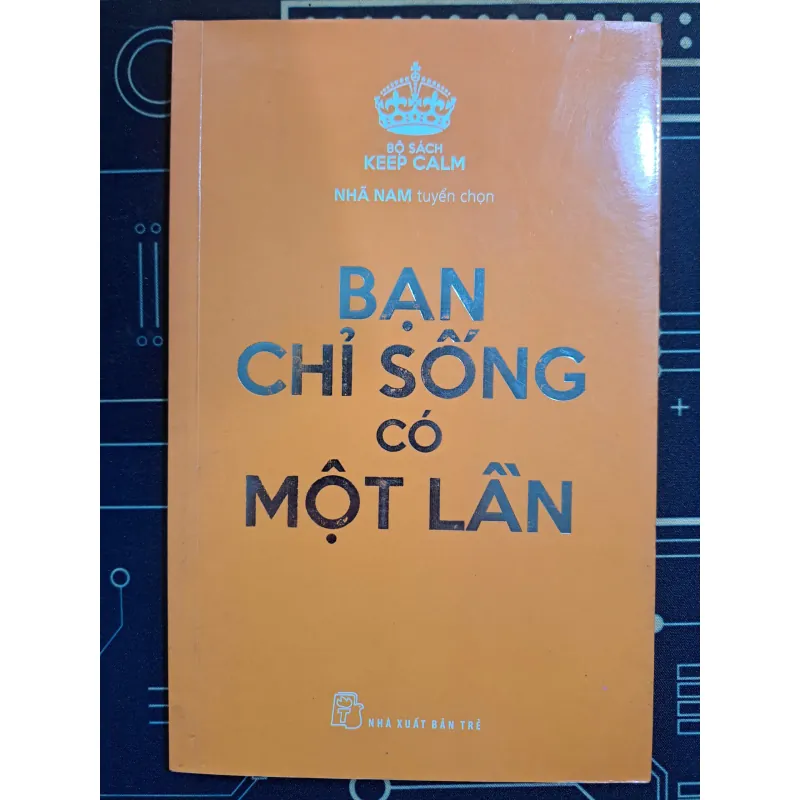 BỘ SÁCH
KEEP CALM
NHÃ NAM tuyển chọn
BẠN
CHỈ SỐNG
CÓ
MỘT LẦN
NHÀ XUẤT BẢN TRẺ